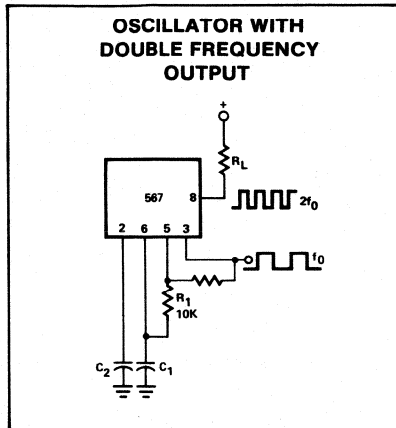 OSCILLATOR WITH
DOUBLE FREQUENCY
OUTPUT
+
RL
567
8
2f0
2 6 5 3
f0
R1
10K
C2
C1